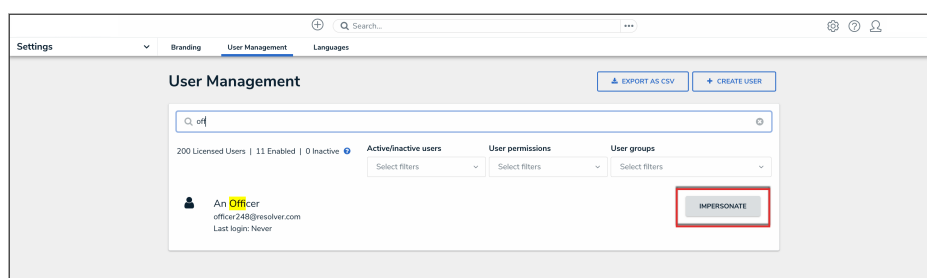 Search...
Settings
Branding User Management Languages
User Management
EXPORT AS CSV
+ CREATE USER
off
200 Licensed Users | 11 Enabled | 0 Inactive
Active/inactive users User permissions User groups
Select filters Select filters Select filters
An Officer
IMPERSONATE
officer248@resolver.com
Last login: Never